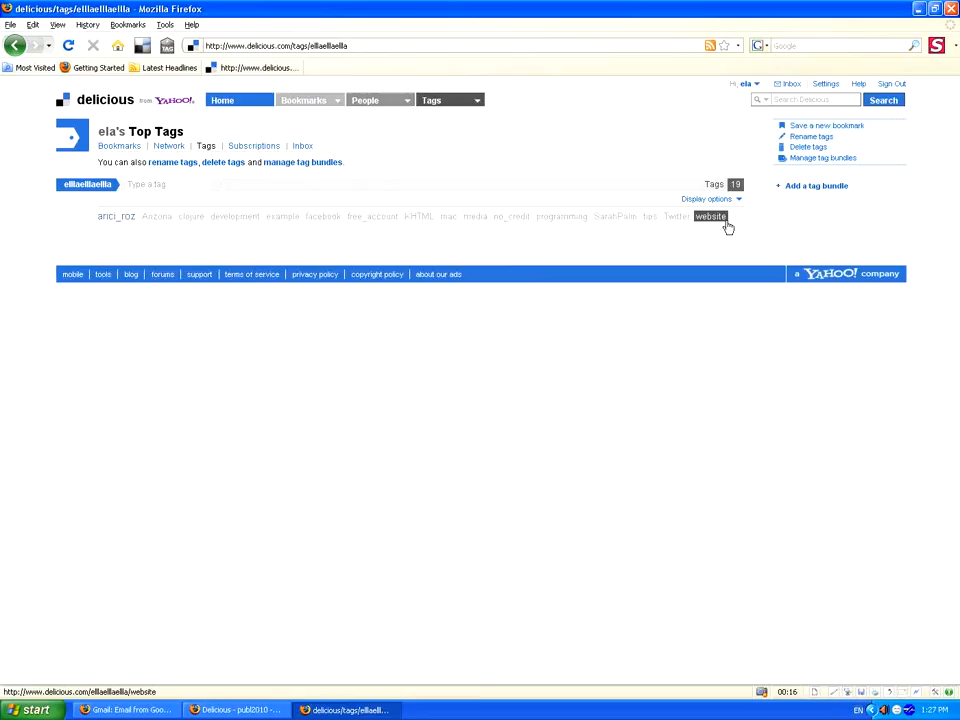 delicious/tags/elllaelllaellla - Mozilla Firefox
File Edit View History Bookmarks Tools Help
TAG http://www.delicious.com/tags/elllaelllaellla G Google S
Most Visited Getting Started Latest Headlines http://www.delicious....
Hi, ela Inbox Settings Help Sign Out
delicious from YAHOO! Home Bookmarks People Tags Search Delicious Search
ela's Top Tags
Bookmarks | Network | Tags | Subscriptions | Inbox
You can also rename tags, delete tags and manage tag bundles.
Save a new bookmark
Rename tags
Delete tags
Manage tag bundles
elllaelllaellla Type a tag Tags 19
+ Add a tag bundle
Display options
arici_roz Arizona clojure development example facebook free_account KHTML mac media no_credit programming SarahPalin tips Twitter website
mobile | tools | blog | forums | support | terms of service | privacy policy | copyright policy | about our ads a YAHOO! company
http://www.delicious.com/elllaelllaellla/website 00:16
start Gmail: Email from Goo... Delicious - publ2010 -... delicious/tags/elllaelll... EN 1:27 PM